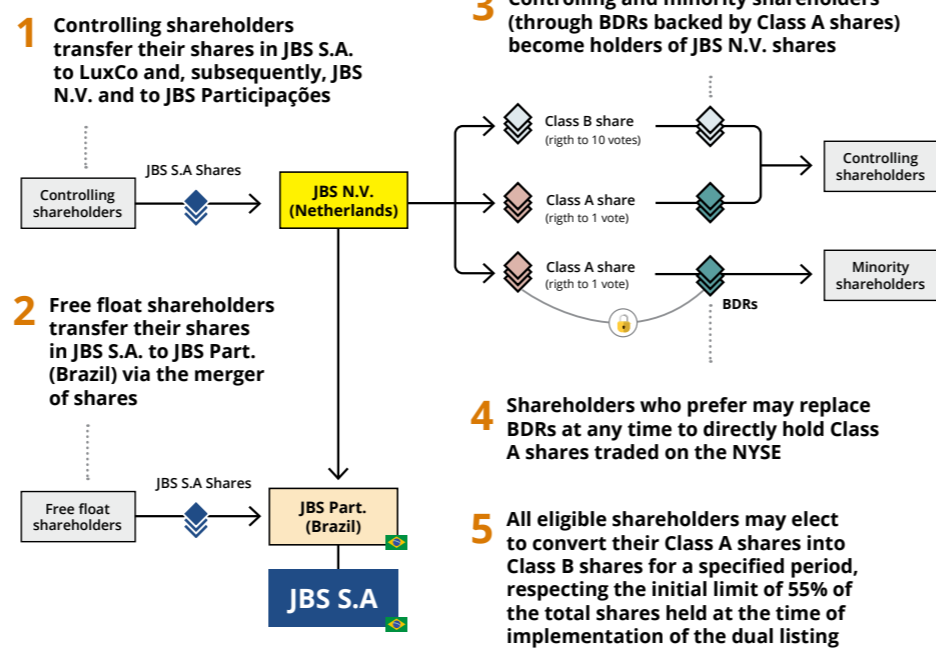 1
Controlling shareholders
transfer their shares in JBS S.A.
to LuxCo and, subsequently, JBS
N.V. and to JBS Participações
3
Controlling and minority shareholders
(through BDRs backed by Class A shares)
become holders of JBS N.V. shares
Controlling
shareholders
JBS S.A Shares
JBS N.V.
(Netherlands)
Class B share
(rigth to 10 votes)
Class A share
(rigth to 1 vote)
Class A share
(rigth to 1 vote)
BDRs
Controlling
shareholders
Minority
shareholders
2
Free float shareholders
transfer their shares
in JBS S.A. to JBS Part.
(Brazil) via the merger
of shares
Free float
shareholders
JBS S.A Shares
JBS Part.
(Brazil)
JBS S.A
4
Shareholders who prefer may replace
BDRs at any time to directly hold Class
A shares traded on the NYSE
5
All eligible shareholders may elect
to convert their Class A shares into
Class B shares for a specified period,
respecting the initial limit of 55% of
the total shares held at the time of
implementation of the dual listing